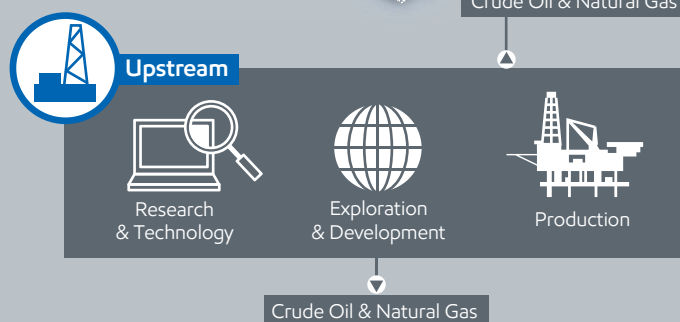 Crude Oil & Natural Gas
Upstream
Research
& Technology
Exploration
& Development
Production
Crude Oil & Natural Gas